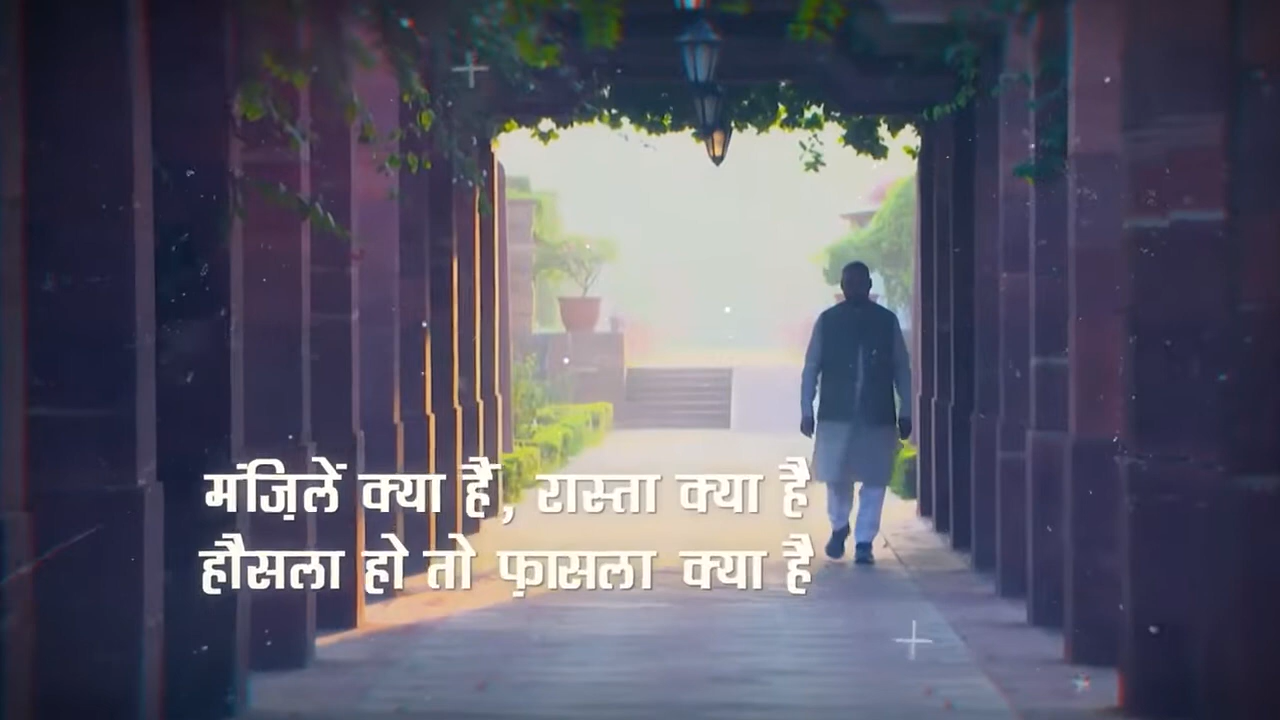 मंज़िलें क्या हैं, रास्ता क्या है
हौसला हो तो फ़ासला क्या है